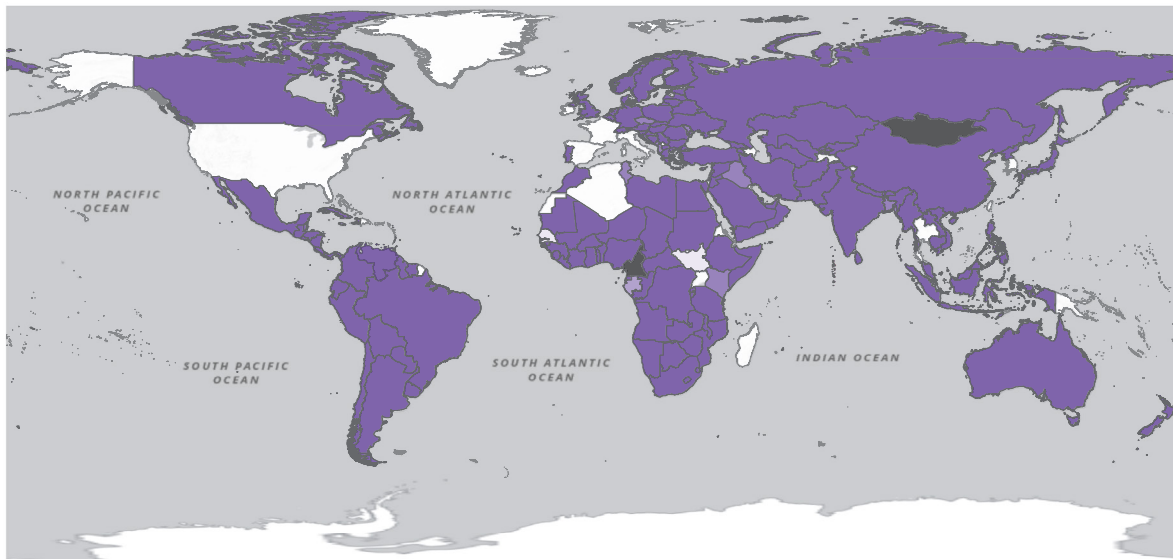 NORTH PACIFIC
OCEAN
NORTH ATLANTIC
OCEAN
SOUTH PACIFIC
OCEAN
SOUTH ATLANTIC
OCEAN
INDIAN OCEAN